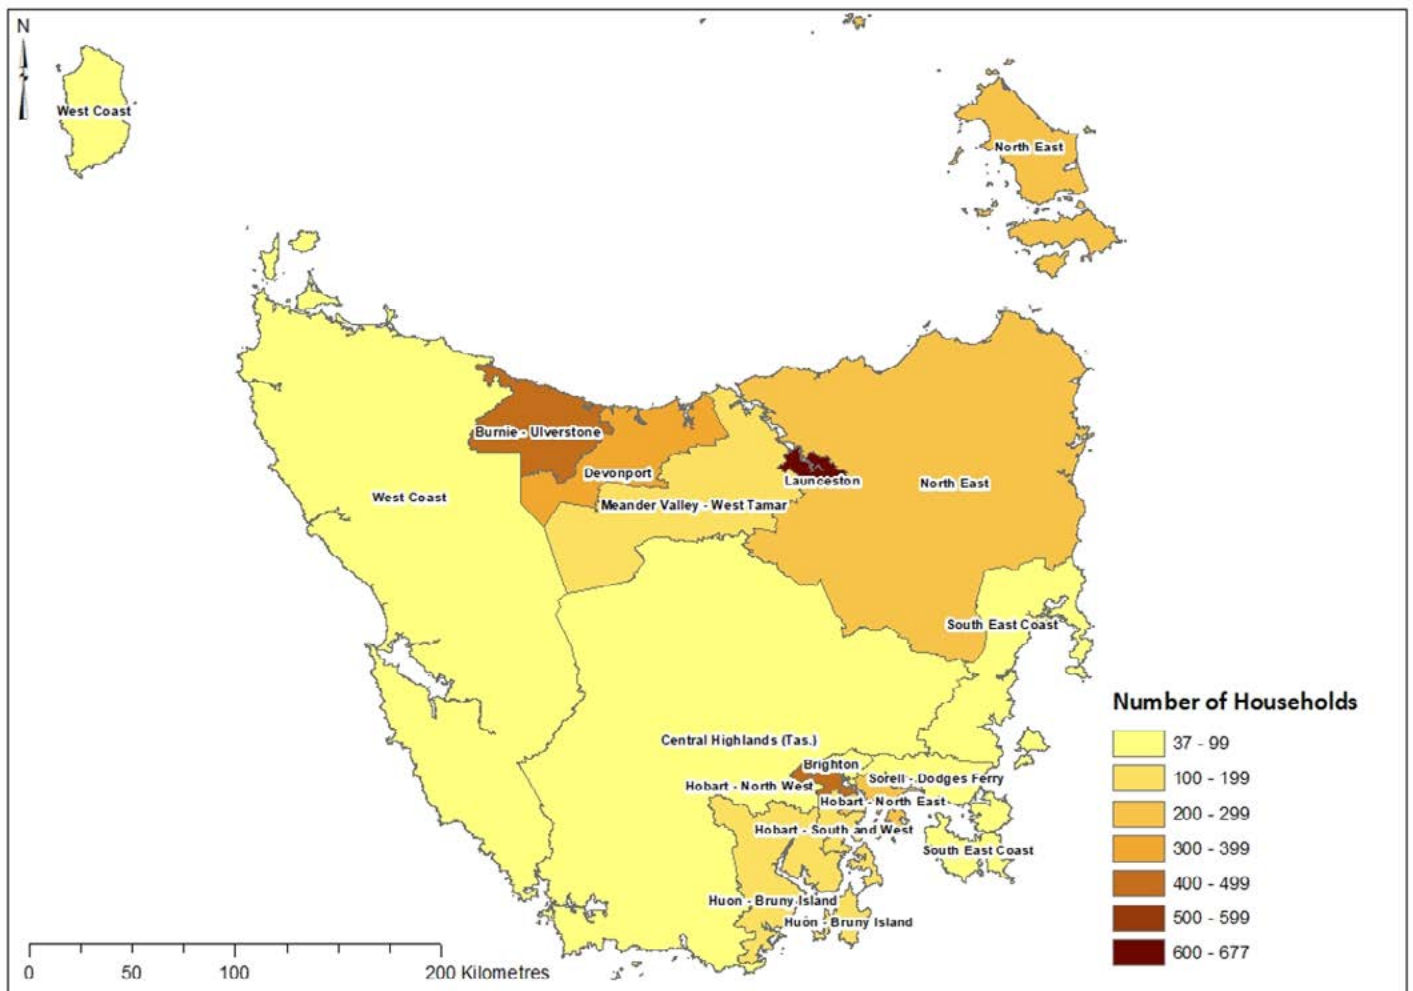 N
West Coast
North East
Burnie - Ulverstone
Devonport
Launceston
North East
West Coast
Meander Valley - West Tamar
South East Coast
Number of Households
37 - 99
100 - 199
200 - 299
300 - 399
400 - 499
500 - 599
600 - 677
Central Highlands (Tas.)
Brighton
Sorell - Dodges Ferry
Hobart - North West
Hobart - North East
Hobart - South and West
South East Coast
Huon - Bruny Island
Huon - Bruny Island
0 50 100 200 Kilometres